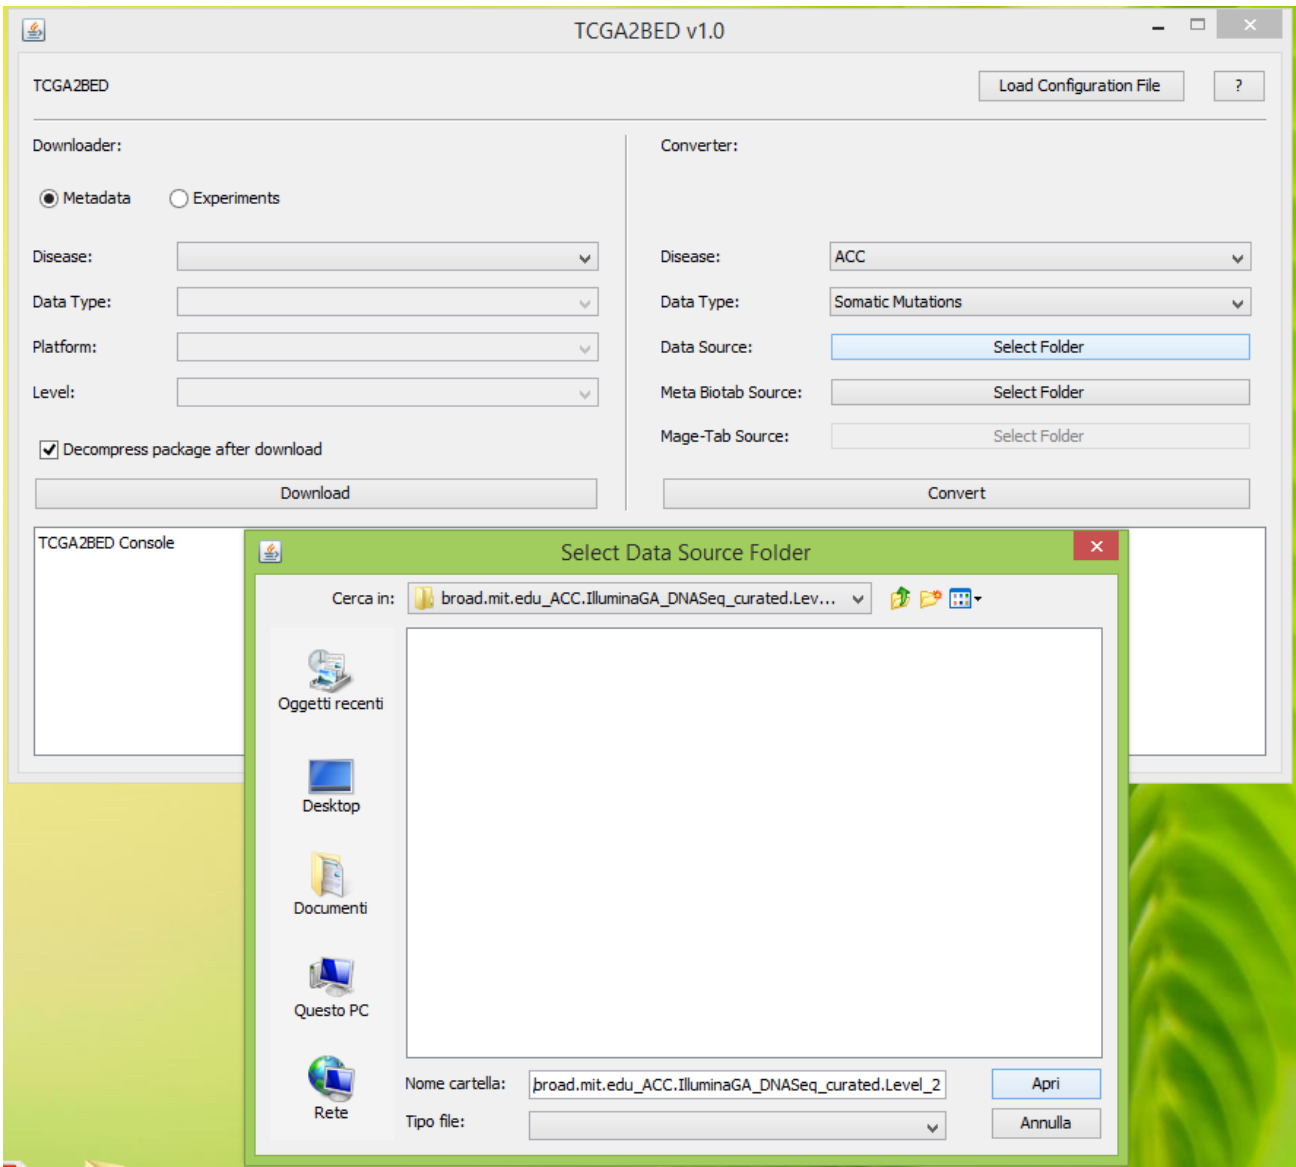 TCGA2BED v1.0
TCGA2BED
Load Configuration File
?
Downloader:
Converter:
Metadata
Experiments
Disease:
Disease:
ACC
Data Type:
Data Type:
Somatic Mutations
Platform:
Data Source:
Select Folder
Level:
Meta Biotab Source:
Select Folder
Mage-Tab Source:
Select Folder
Decompress package after download
Download
Convert
TCGA2BED Console
Select Data Source Folder
Cerca in:
broad.mit.edu_ACC.IlluminaGA_DNASeq_curated.Lev...
Oggetti recenti
Desktop
Documenti
Questo PC
Rete
Nome cartella:
broad.mit.edu_ACC.IlluminaGA_DNASeq_curated.Level_2
Apri
Tipo file:
Annulla